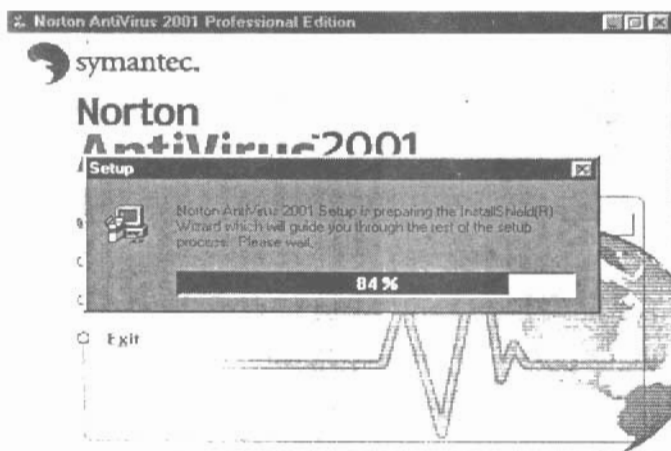 Norton AntiVirus 2001 Professional Edition
symantec.
Norton
AntiVirus 2001
Setup
Norton AntiVirus 2001 Setup is preparing the InstallShield(R)
Wizard which will guide you through the rest of the setup
process. Please wait.
84 %
Exit